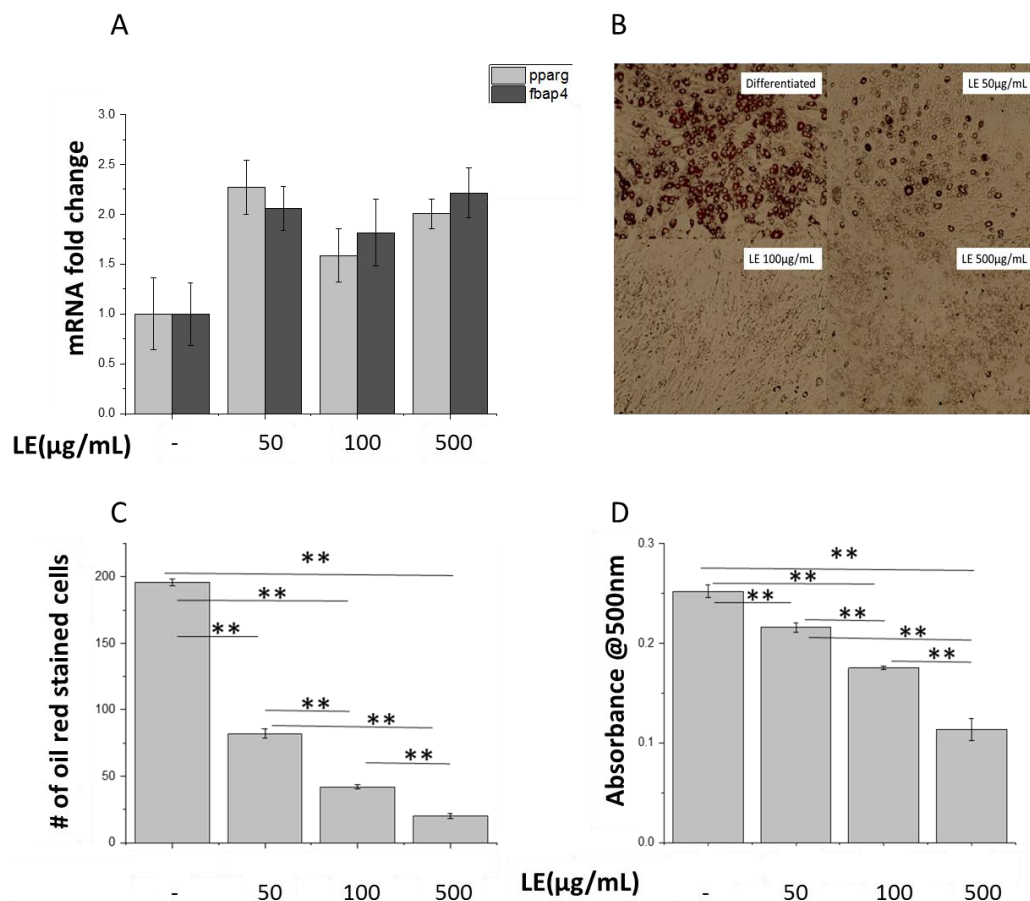 A
pparg
fbap4
3.0
2.5
2.0
1.5
1.0
0.5
0.0
mRNA fold change
LE(µg/mL) - 50 100 500
B
Differentiated LE 50µg/mL
LE 100µg/mL LE 500µg/mL
C
# of oil red stained cells
200
150
100
50
0
**
**
**
**
**
**
- 50 100 500
D
Absorbance @500nm
0.3
0.2
0.1
0.0
**
**
**
**
**
**
LE(µg/mL) - 50 100 500